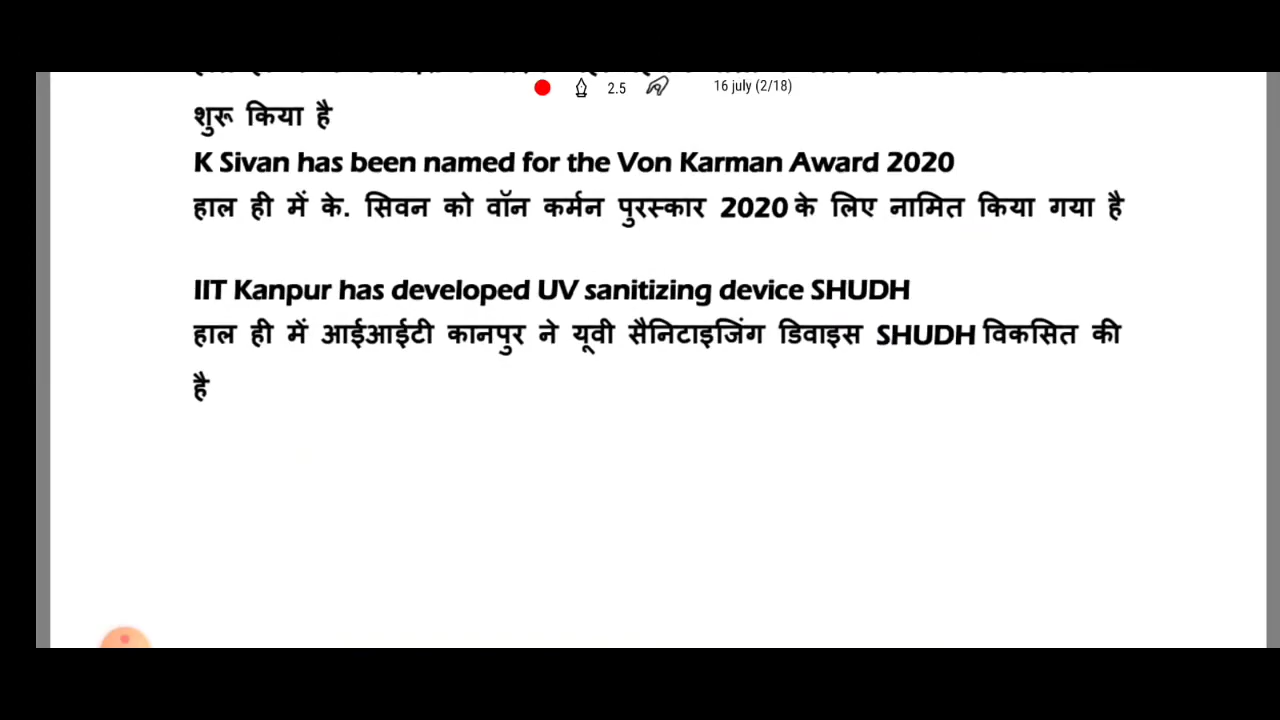 2.5 16 july (2/18)
शुरू किया है
K Sivan has been named for the Von Karman Award 2020
हाल ही में के. सिवन को वॉन कर्मन पुरस्कार 2020 के लिए नामित किया गया है
IIT Kanpur has developed UV sanitizing device SHUDH
हाल ही में आईआईटी कानपुर ने यूवी सैनिटाइजिंग डिवाइस SHUDH विकसित की
है